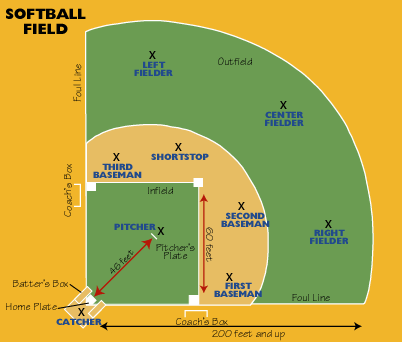 SOFTBALL
FIELD
X
LEFT
FIELDER
Outfield
Foul Line
X
CENTER
FIELDER
X
SHORTSTOP
X
THIRD
BASEMAN
Coach's Box
Infield
X
SECOND
BASEMAN
PITCHER X
Pitcher's
Plate
X
RIGHT
FIELDER
46 feet
60 feet
X
FIRST
BASEMAN
Batter's Box
Home Plate
Foul Line
X
CATCHER
Coach's Box
200 feet and up